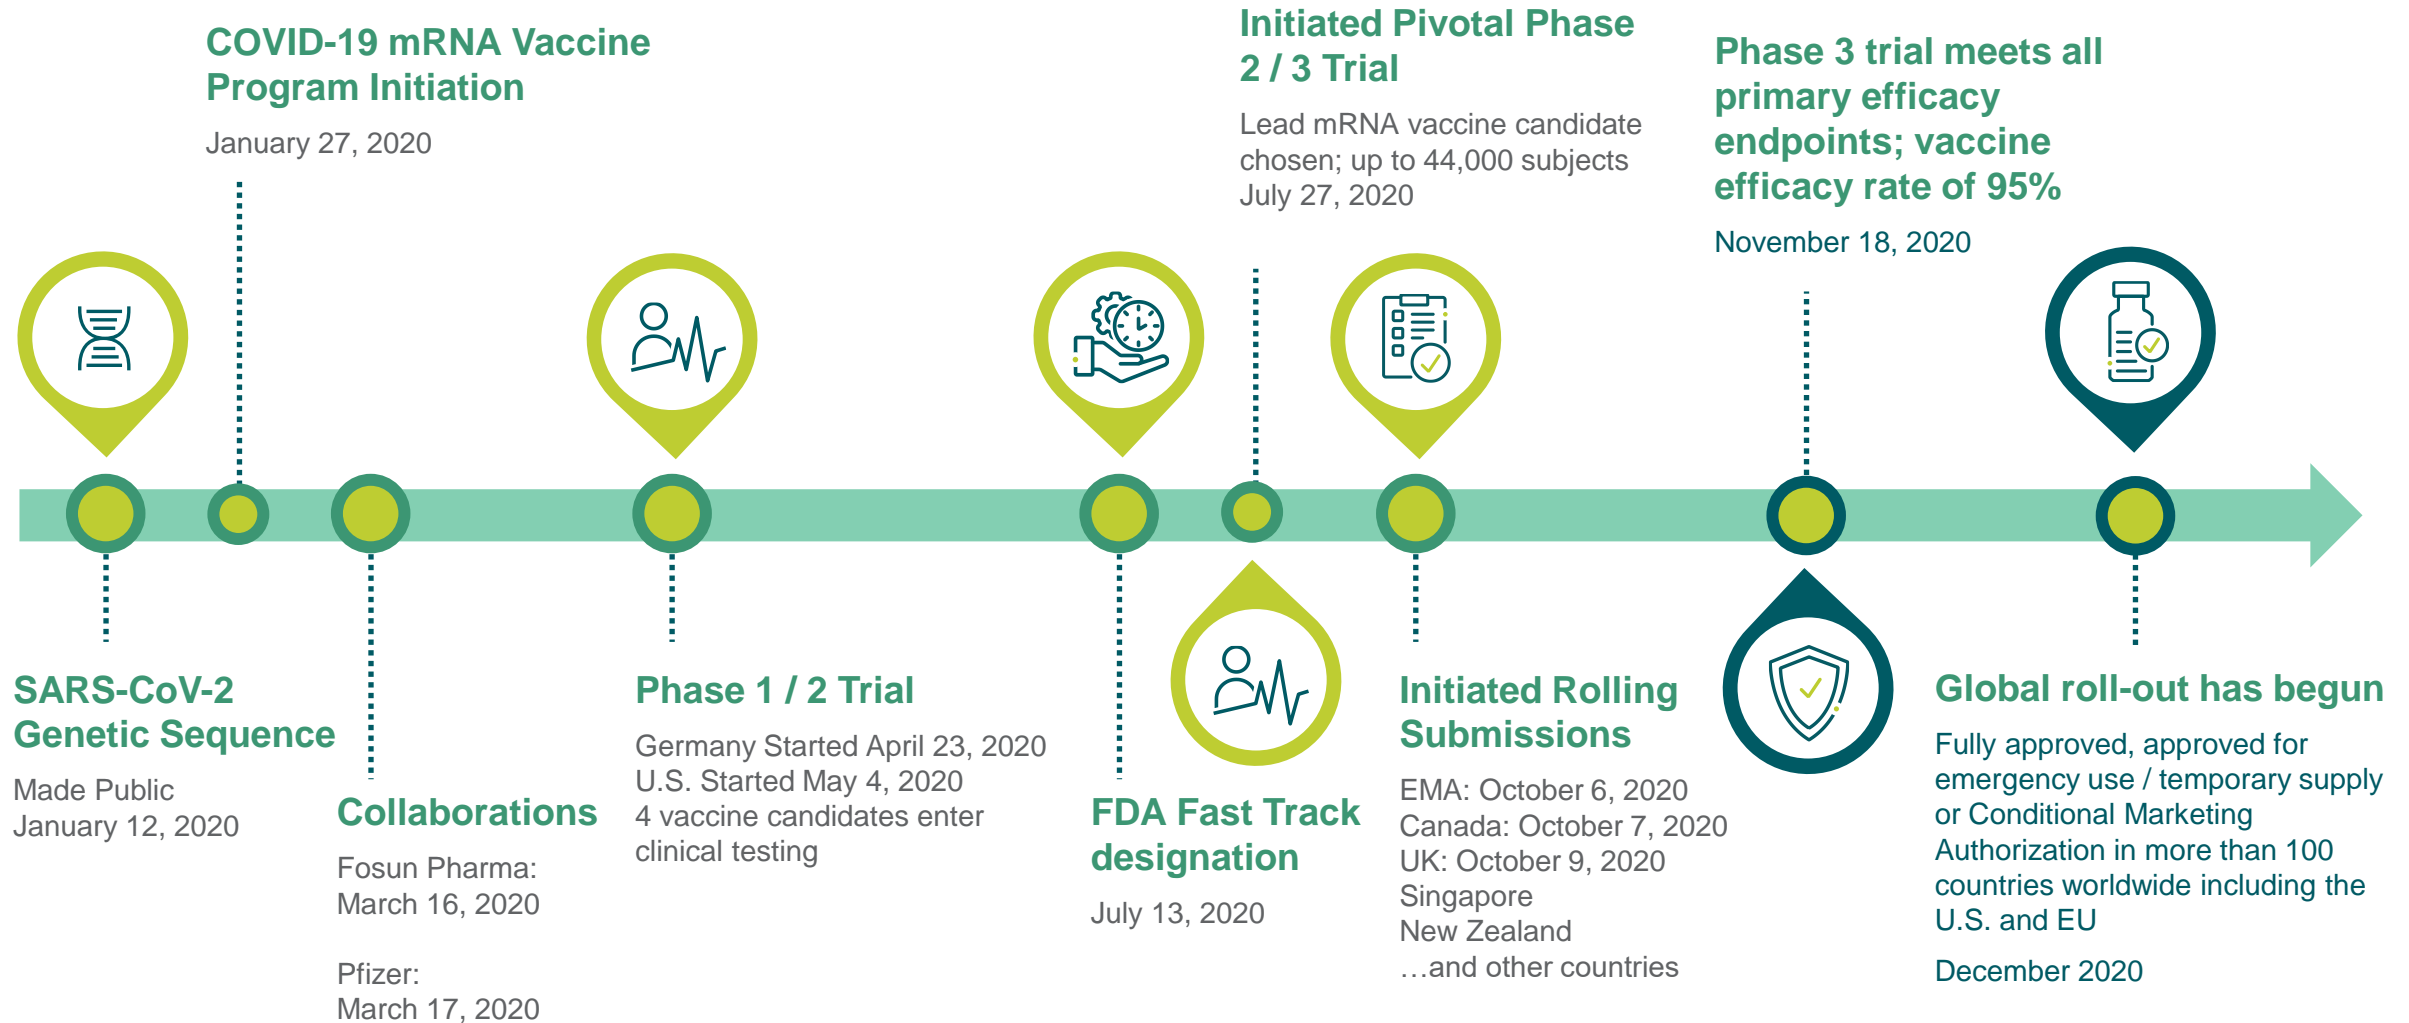 COVID-19 mRNA Vaccine
Program Initiation
January 27, 2020
Initiated Pivotal Phase
2 / 3 Trial
Lead mRNA vaccine candidate
chosen; up to 44,000 subjects
July 27, 2020
Phase 3 trial meets all
primary efficacy
endpoints; vaccine
efficacy rate of 95%
November 18, 2020
SARS-CoV-2
Genetic Sequence
Made Public
January 12, 2020
Collaborations
Fosun Pharma:
March 16, 2020
Pfizer:
March 17, 2020
Phase 1 / 2 Trial
Germany Started April 23, 2020
U.S. Started May 4, 2020
4 vaccine candidates enter
clinical testing
FDA Fast Track
designation
July 13, 2020
Initiated Rolling
Submissions
EMA: October 6, 2020
Canada: October 7, 2020
UK: October 9, 2020
Singapore
New Zealand
…and other countries
Global roll-out has begun
Fully approved, approved for
emergency use / temporary supply
or Conditional Marketing
Authorization in more than 100
countries worldwide including the
U.S. and EU
December 2020